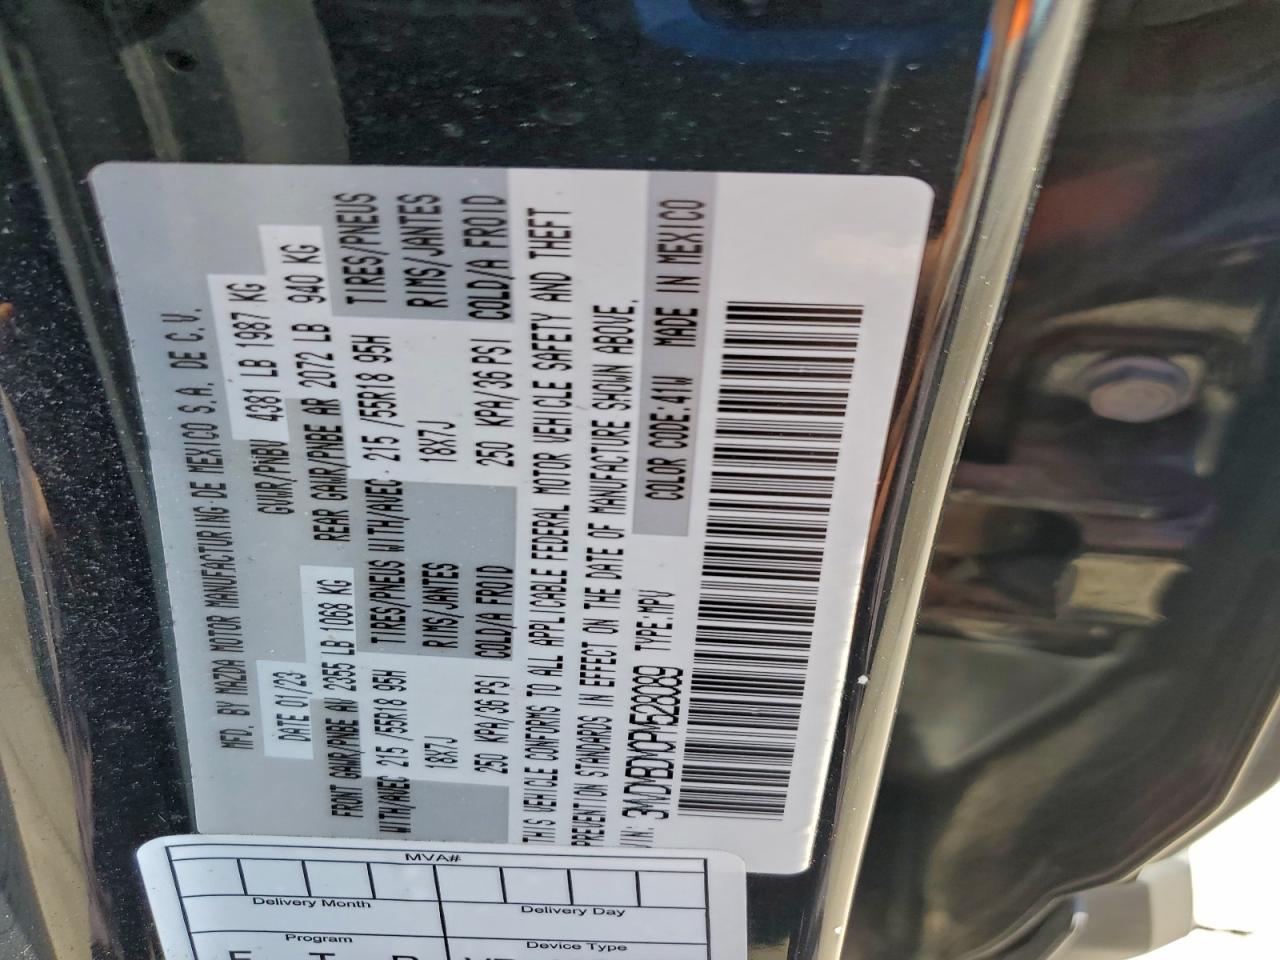 MFD. BY MAZDA MOTOR MANUFACTURING DE MEXICO S.A. DE C.V.
DATE 01/23 GVWR/PNBV 4381 LB 1987 KG
FRONT GAWR/PNBE AV 2355 LB 1068 KG REAR GAWR/PNBE AR 2072 LB 940 KG
WITH/AVEC 215 /55R18 95H TIRES/PNEUS WITH/AVEC 215 /55R18 95H TIRES/PNEUS
18X7J RIMS/JANTES 18X7J RIMS/JANTES
250 KPA/36 PSI COLD/A FROID 250 KPA/36 PSI COLD/A FROID
THIS VEHICLE CONFORMS TO ALL APPLICABLE FEDERAL MOTOR VEHICLE SAFETY AND THEFT
PREVENTION STANDARDS IN EFFECT ON THE DATE OF MANUFACTURE SHOWN ABOVE.
VIN: TYPE:MPV COLOR CODE:41W MADE IN MEXICO
MVA#
Delivery Month Delivery Day
Program Device Type